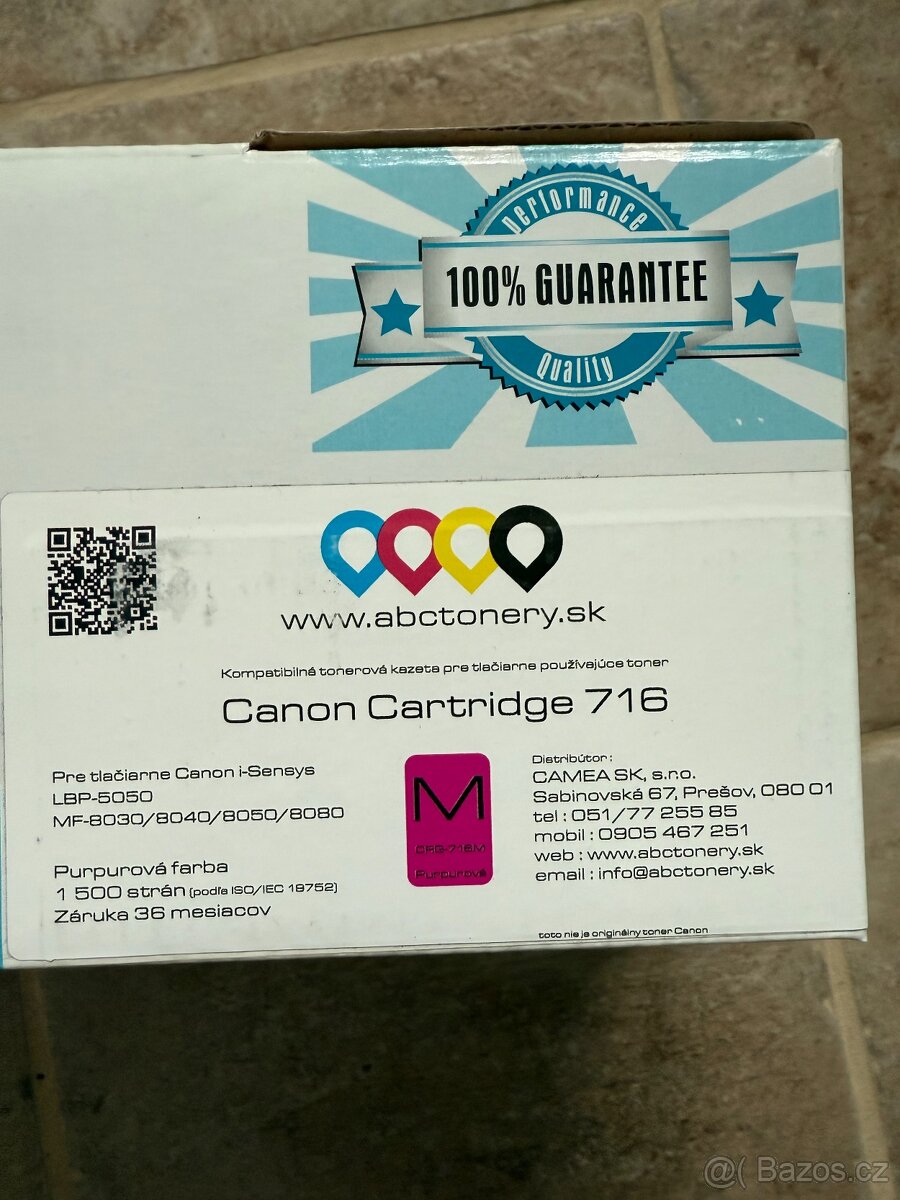 performance
100% GUARANTEE
Quality
www.abctonery.sk
Kompatibilná tonerová kazeta pre tlačiarne používajúce toner
Canon Cartridge 716
Pre tlačiarne Canon i-Sensys
LBP-5050
MF-8030/8040/8050/8080
Purpurová farba
1 500 strán (podľa ISO/IEC 19752)
Záruka 36 mesiacov
M
CRG-716M
Purpurová
Distribútor :
CAMEA SK, s.r.o.
Sabinovská 67, Prešov, 080 01
tel : 051/77 255 85
mobil : 0905 467 251
web : www.abctonery.sk
email : info@abctonery.sk
toto nie je originálny toner Canon
@( Bazos.cz